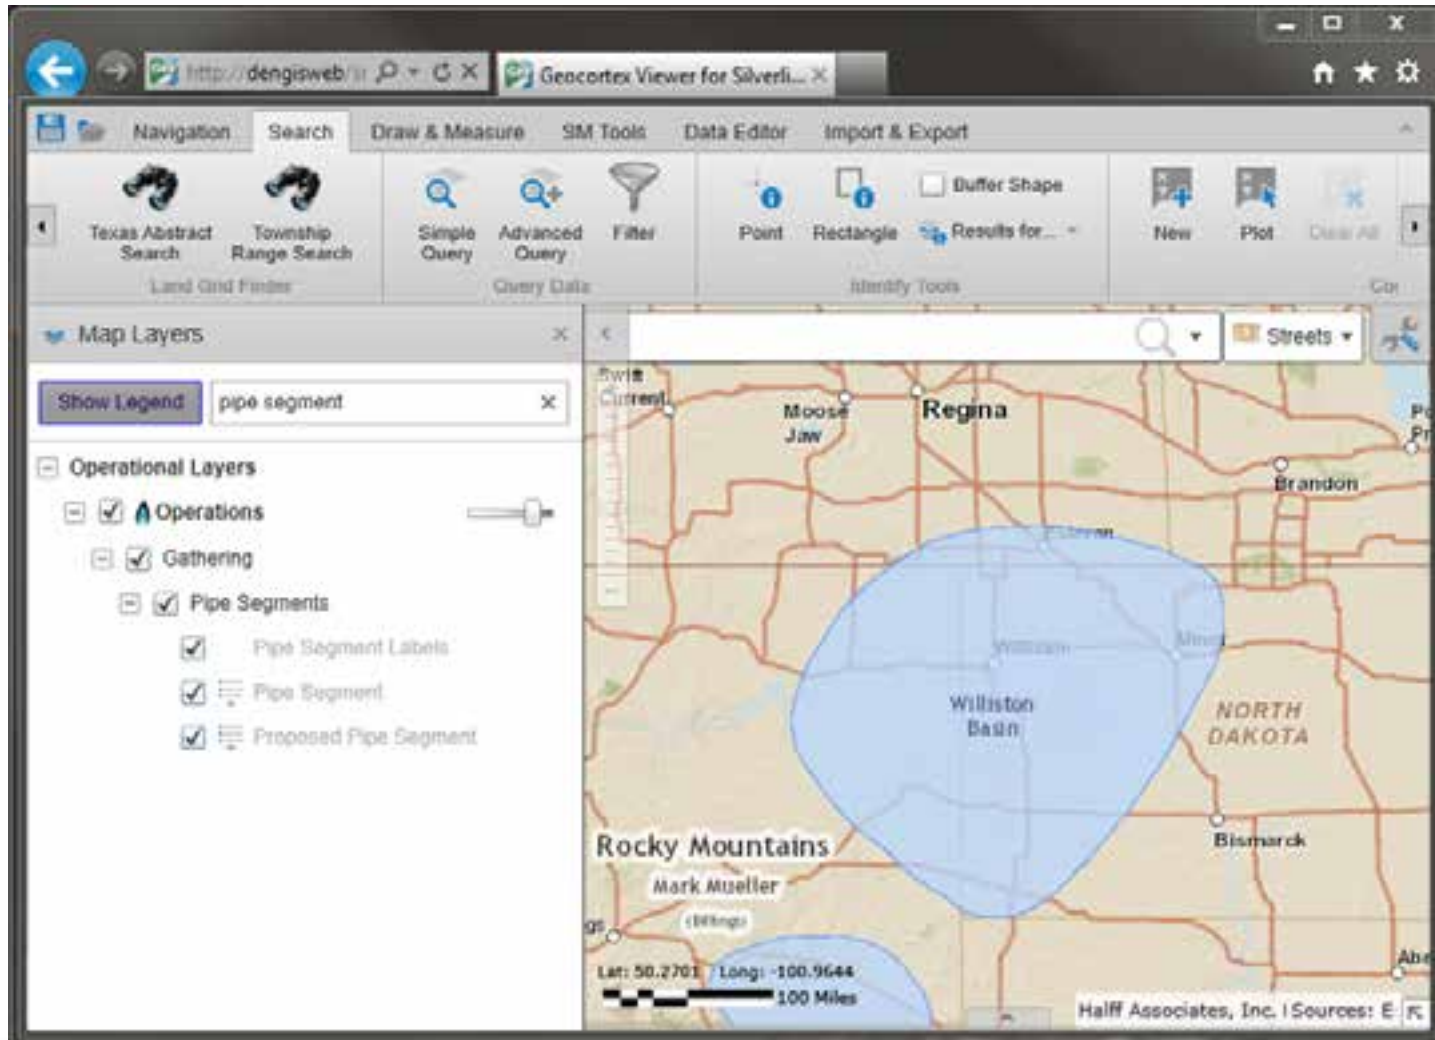 http://dengisweb/
Geocortex Viewer for Silverli...
Navigation
Search
Draw & Measure
SM Tools
Data Editor
Import & Export
Texas Abstract
Search
Township
Range Search
Simple
Query
Advanced
Query
Filter
Point
Rectangle
Buffer Shape
Results for...
New
Plot
Clear All
Land Grid Finder
Query Data
Identify Tools
Map Layers
Streets
Show Legend
pipe segment
Operational Layers
Operations
Gathering
Pipe Segments
Pipe Segment Labels
Pipe Segment
Proposed Pipe Segment
Swift
Current
Moose
Jaw
Regina
Brandon
Estevan
Williston
Minot
Williston
Basin
NORTH
DAKOTA
Bismarck
Rocky Mountains
Mark Mueller
(Billings)
Lat: 50.2701 Long: -100.9644
100 Miles
Halff Associates, Inc. | Sources: E